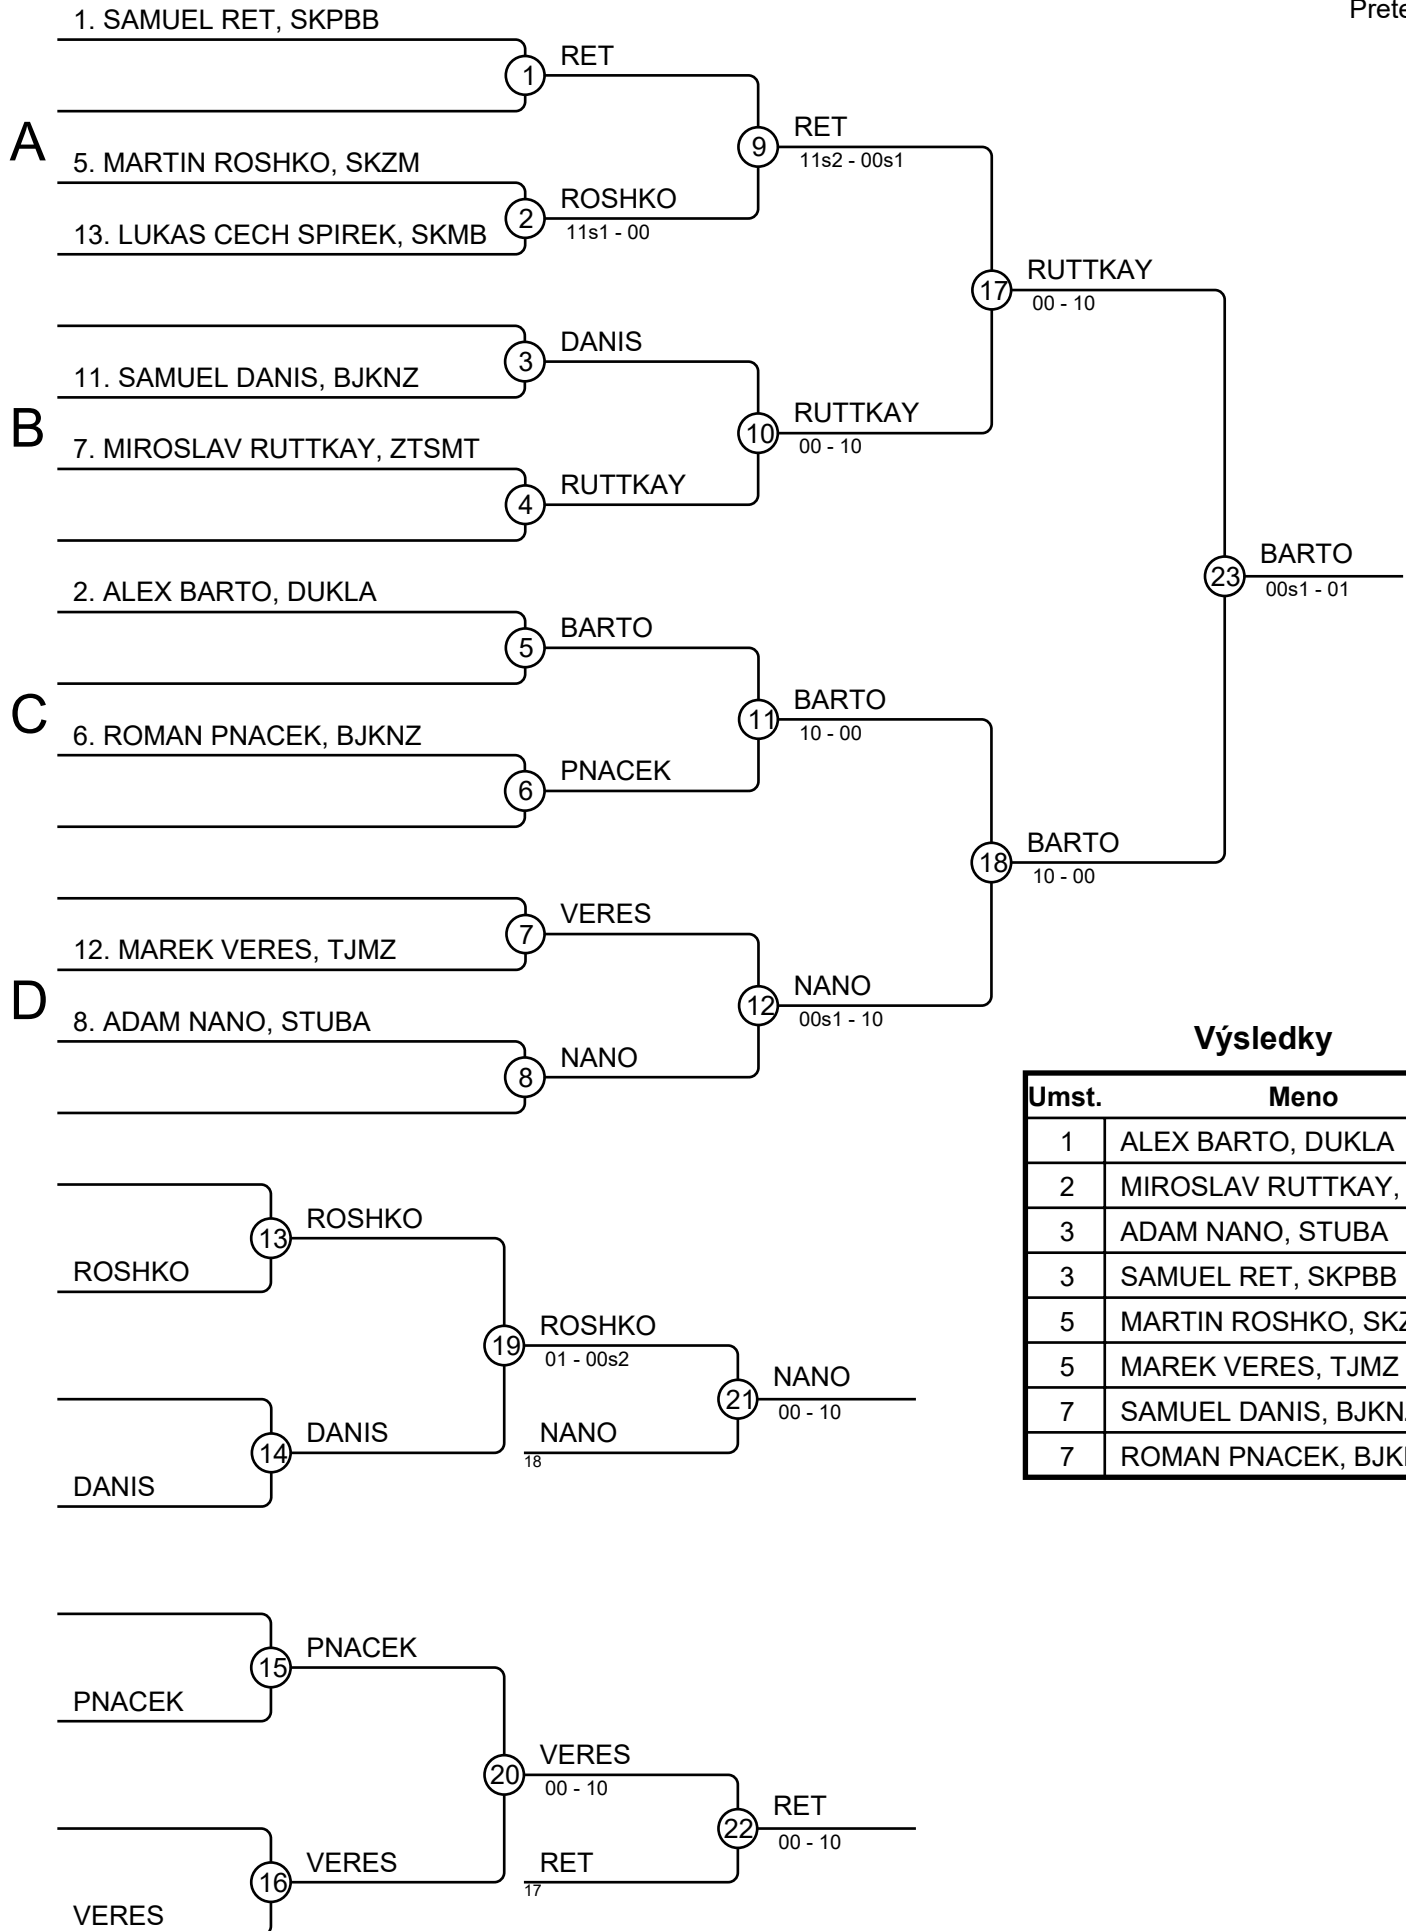 Prete
1. SAMUEL RET, SKPBB
1
RET
A
9
RET
11s2 - 00s1
5. MARTIN ROSHKO, SKZM
2
ROSHKO
11s1 - 00
13. LUKAS CECH SPIREK, SKMB
17
RUTTKAY
00 - 10
3
DANIS
11. SAMUEL DANIS, BJKNZ
B
10
RUTTKAY
00 - 10
7. MIROSLAV RUTTKAY, ZTSMT
4
RUTTKAY
23
BARTO
00s1 - 01
2. ALEX BARTO, DUKLA
5
BARTO
C
11
BARTO
10 - 00
6. ROMAN PNACEK, BJKNZ
6
PNACEK
18
BARTO
10 - 00
7
VERES
12. MAREK VERES, TJMZ
D
12
NANO
00s1 - 10
8. ADAM NANO, STUBA
8
NANO
Výsledky
Umst. Meno
1 ALEX BARTO, DUKLA
2 MIROSLAV RUTTKAY,
3 ADAM NANO, STUBA
3 SAMUEL RET, SKPBB
5 MARTIN ROSHKO, SKZ
5 MAREK VERES, TJMZ
7 SAMUEL DANIS, BJKN
7 ROMAN PNACEK, BJK
13
ROSHKO
ROSHKO
19
ROSHKO
01 - 00s2
21
NANO
00 - 10
14
DANIS
NANO
18
DANIS
15
PNACEK
PNACEK
20
VERES
00 - 10
22
RET
00 - 10
16
VERES
RET
17
VERES